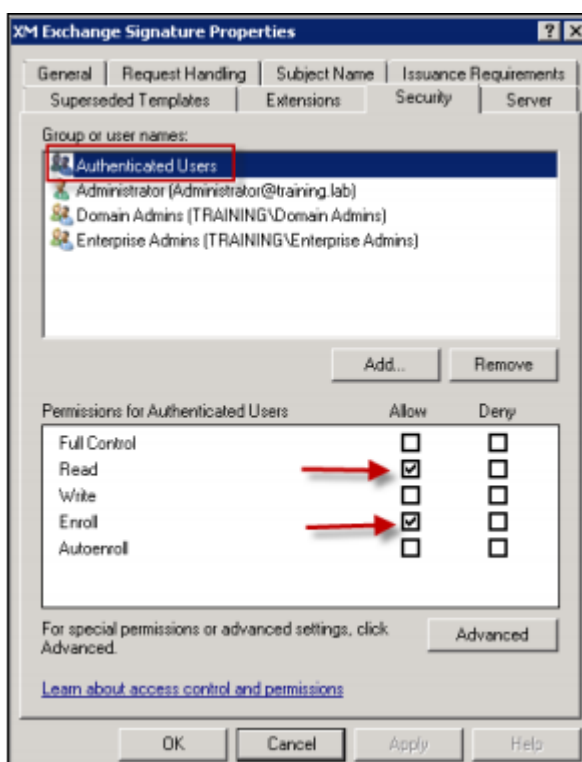 XM Exchange Signature Properties
General Request Handling Subject Name Issuance Requirements
Superseded Templates Extensions Security Server
Group or user names:
Authenticated Users
Administrator (Administrator@training.lab)
Domain Admins (TRAINING\Domain Admins)
Enterprise Admins (TRAINING\Enterprise Admins)
Add... Remove
Permissions for Authenticated Users Allow Deny
Full Control
Read
Write
Enroll
Autoenroll
For special permissions or advanced settings, click
Advanced.
Advanced
Learn about access control and permissions
OK Cancel Apply Help